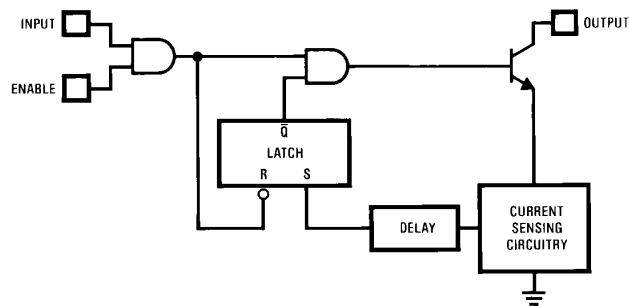 INPUT
OUTPUT
ENABLE
Q̅
LATCH
R S
DELAY
CURRENT
SENSING
CIRCUITRY